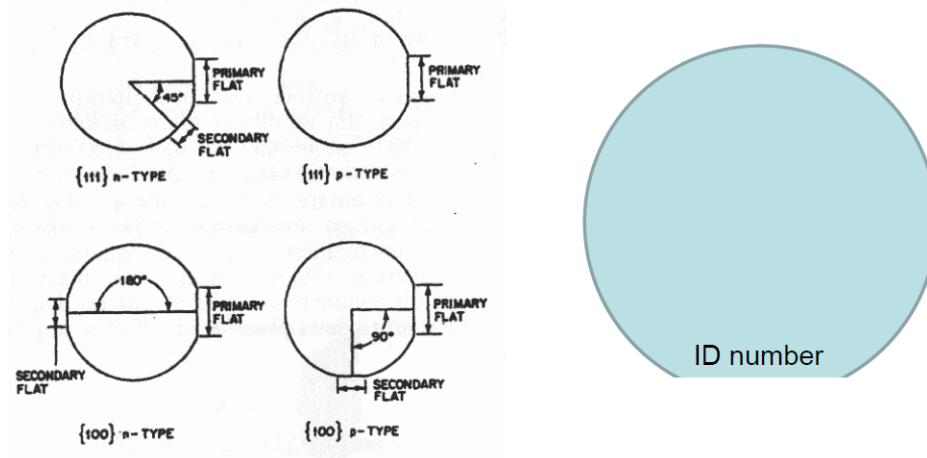 PRIMARY
FLAT
45°
SECONDARY
FLAT
{111} n-TYPE
PRIMARY
FLAT
{111} p-TYPE
180°
PRIMARY
FLAT
SECONDARY
FLAT
{100} n-TYPE
PRIMARY
FLAT
90°
SECONDARY
FLAT
{100} p-TYPE
ID number